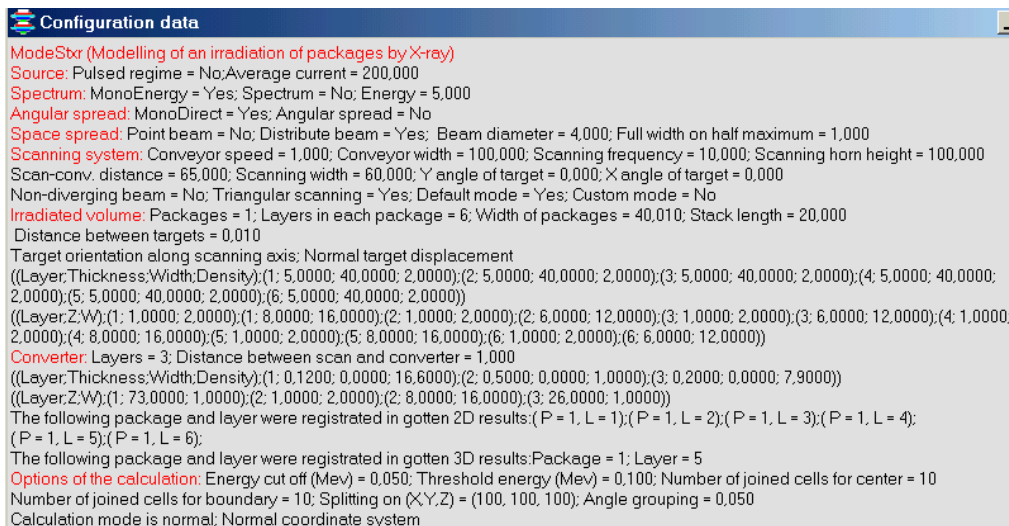 Configuration data
ModeStxr (Modelling of an irradiation of packages by X-ray)
Source: Pulsed regime = No;Average current = 200,000
Spectrum: MonoEnergy = Yes; Spectrum = No; Energy = 5,000
Angular spread: MonoDirect = Yes; Angular spread = No
Space spread: Point beam = No; Distribute beam = Yes;  Beam diameter = 4,000; Full width on half maximum = 1,000
Scanning system: Conveyor speed = 1,000; Conveyor width = 100,000; Scanning frequency = 10,000; Scanning horn height = 100,000
Scan-conv. distance = 65,000; Scanning width = 60,000; Y angle of target = 0,000; X angle of target = 0,000
Non-diverging beam = No; Triangular scanning = Yes; Default mode = Yes; Custom mode = No
Irradiated volume: Packages = 1; Layers in each package = 6; Width of packages = 40,010; Stack length = 20,000
Distance between targets = 0,010
Target orientation along scanning axis; Normal target displacement
((Layer;Thickness;Width;Density);(1; 5,0000; 40,0000; 2,0000);(2; 5,0000; 40,0000; 2,0000);(3; 5,0000; 40,0000; 2,0000);(4; 5,0000; 40,0000;
2,0000);(5; 5,0000; 40,0000; 2,0000);(6; 5,0000; 40,0000; 2,0000))
((Layer;Z;W);(1; 1,0000; 2,0000);(1; 8,0000; 16,0000);(2; 1,0000; 2,0000);(2; 6,0000; 12,0000);(3; 1,0000; 2,0000);(3; 6,0000; 12,0000);(4; 1,0000;
2,0000);(4; 8,0000; 16,0000);(5; 1,0000; 2,0000);(5; 8,0000; 16,0000);(6; 1,0000; 2,0000);(6; 6,0000; 12,0000))
Converter: Layers = 3; Distance between scan and converter = 1,000
((Layer;Thickness;Width;Density);(1; 0,1200; 0,0000; 16,6000);(2; 0,5000; 0,0000; 1,0000);(3; 0,2000; 0,0000; 7,9000))
((Layer;Z;W);(1; 73,0000; 1,0000);(2; 1,0000; 2,0000);(2; 8,0000; 16,0000);(3; 26,0000; 1,0000))
The following package and layer were registrated in gotten 2D results:( P = 1, L = 1);( P = 1, L = 2);( P = 1, L = 3);( P = 1, L = 4);
( P = 1, L = 5);( P = 1, L = 6);
The following package and layer were registrated in gotten 3D results:Package = 1; Layer = 5
Options of the calculation: Energy cut off (Mev) = 0,050; Threshold energy (Mev) = 0,100; Number of joined cells for center = 10
Number of joined cells for boundary = 10; Splitting on (X,Y,Z) = (100, 100, 100); Angle grouping = 0,050
Calculation mode is normal; Normal coordinate system